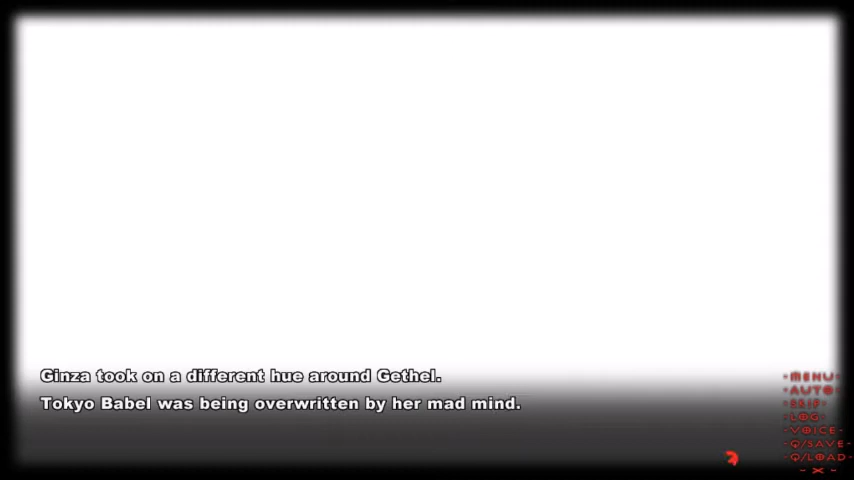 Ginza took on a different hue around Gethel.
Tokyo Babel was being overwritten by her mad mind.
-MENU-
-AUTO-
-SKIP-
-LOG-
-VOICE-
-Q/SAVE-
-Q/LOAD-
-×-